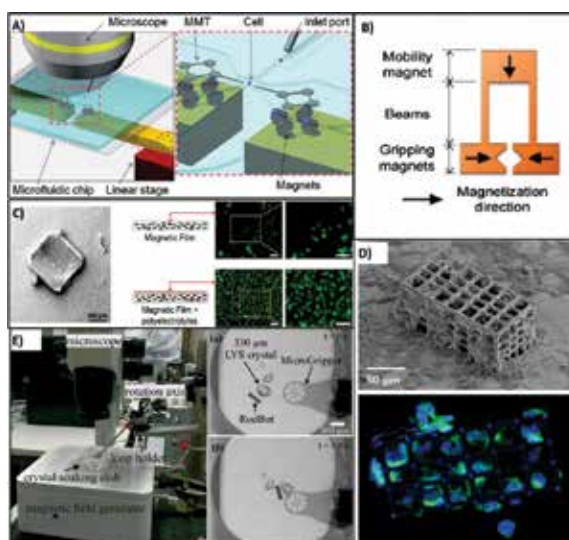 A)
Microscope
MMT
Cell
Inlet port
Microfluidic chip
Linear stage
Magnets
B)
Mobility
magnet
Beams
Gripping
magnets
Magnetization
direction
C)
Magnetic Film
Magnetic Film +
polyelectrolytes
D)
E)
microscope
rotation axis
loop holder
crystal soaking dish
magnetic field generator
330 μm
LYS crystal
MicroGripper
RodBot